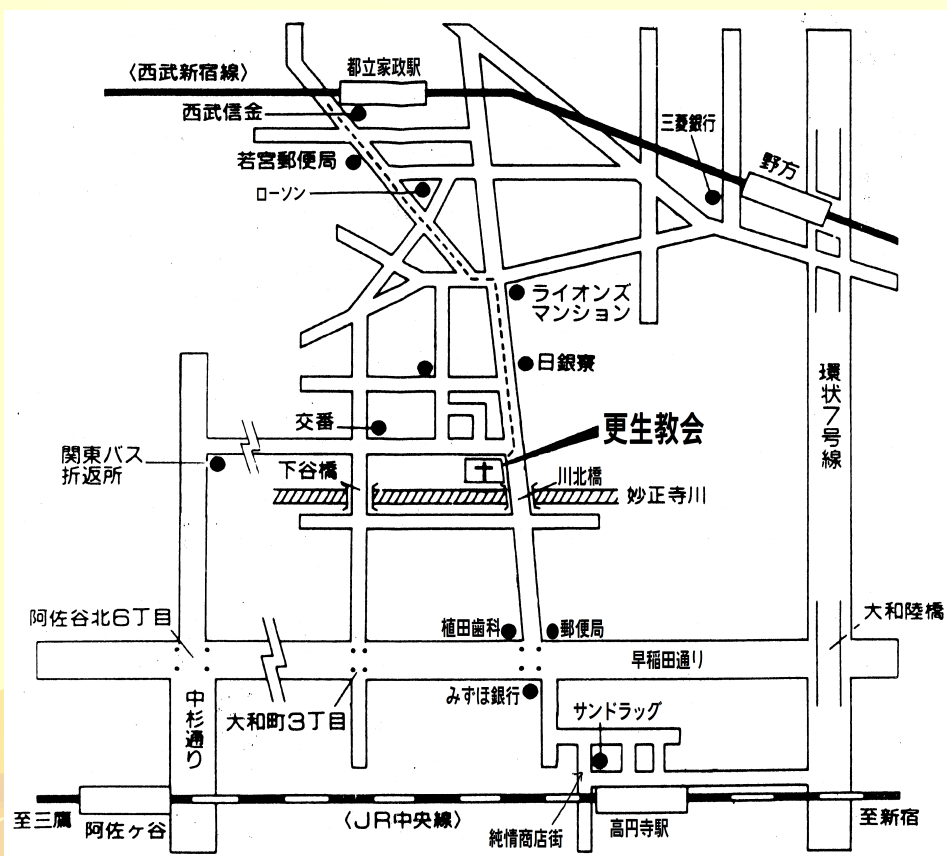 〈西武新宿線〉
都立家政駅
西武信金
三菱銀行
若宮郵便局
野方
ローソン
ライオンズ
マンション
日銀寮
環状7号線
交番
更生教会
関東バス
折返所
下谷橋
川北橋
妙正寺川
阿佐谷北6丁目
大和陸橋
植田歯科
郵便局
早稲田通り
みずほ銀行
中杉通り
大和町3丁目
サンドラッグ
至三鷹
阿佐ヶ谷
〈JR中央線〉
純情商店街
高円寺駅
至新宿